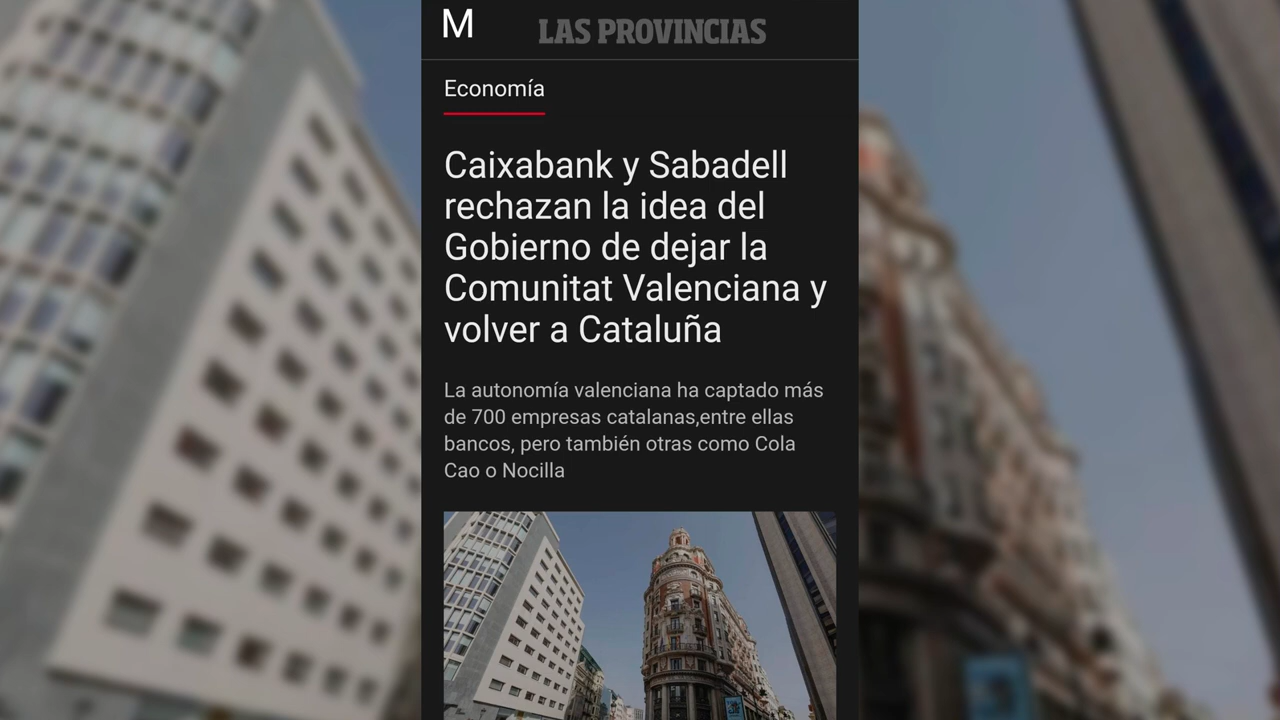 M
LAS PROVINCIAS
Economía
Caixabank y Sabadell
rechazan la idea del
Gobierno de dejar la
Comunitat Valenciana y
volver a Cataluña
La autonomía valenciana ha captado más
de 700 empresas catalanas,entre ellas
bancos, pero también otras como Cola
Cao o Nocilla